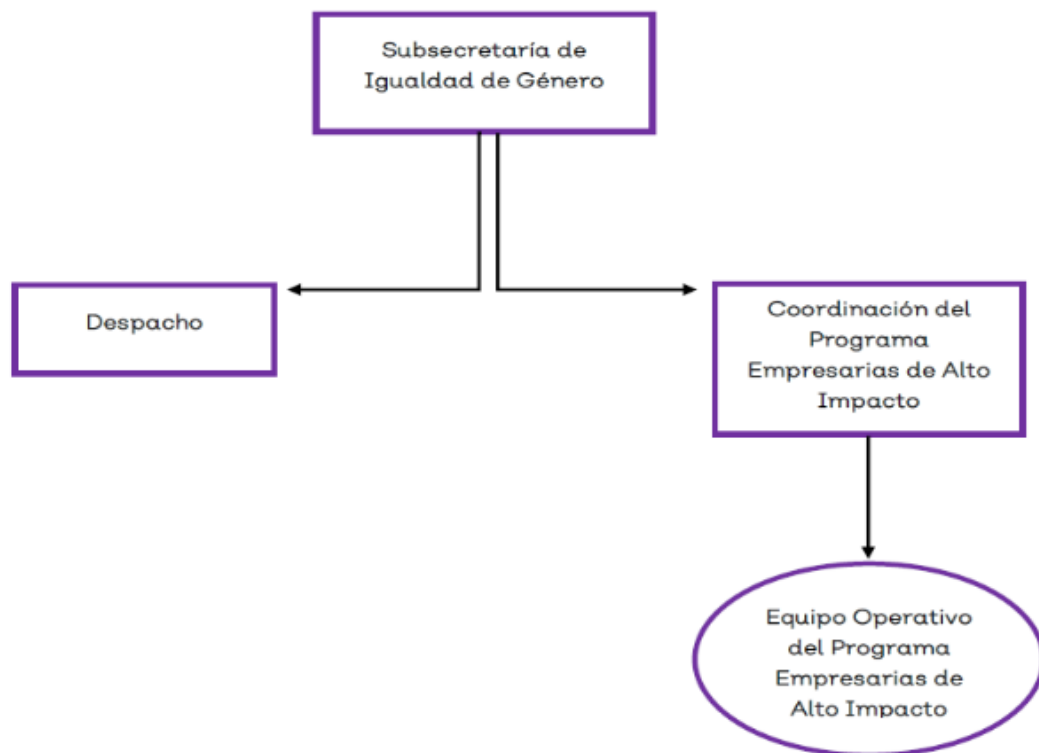 Subsecretaría de
Igualdad de Género
Despacho
Coordinación del
Programa
Empresarias de Alto
Impacto
Equipo Operativo
del Programa
Empresarias de
Alto Impacto